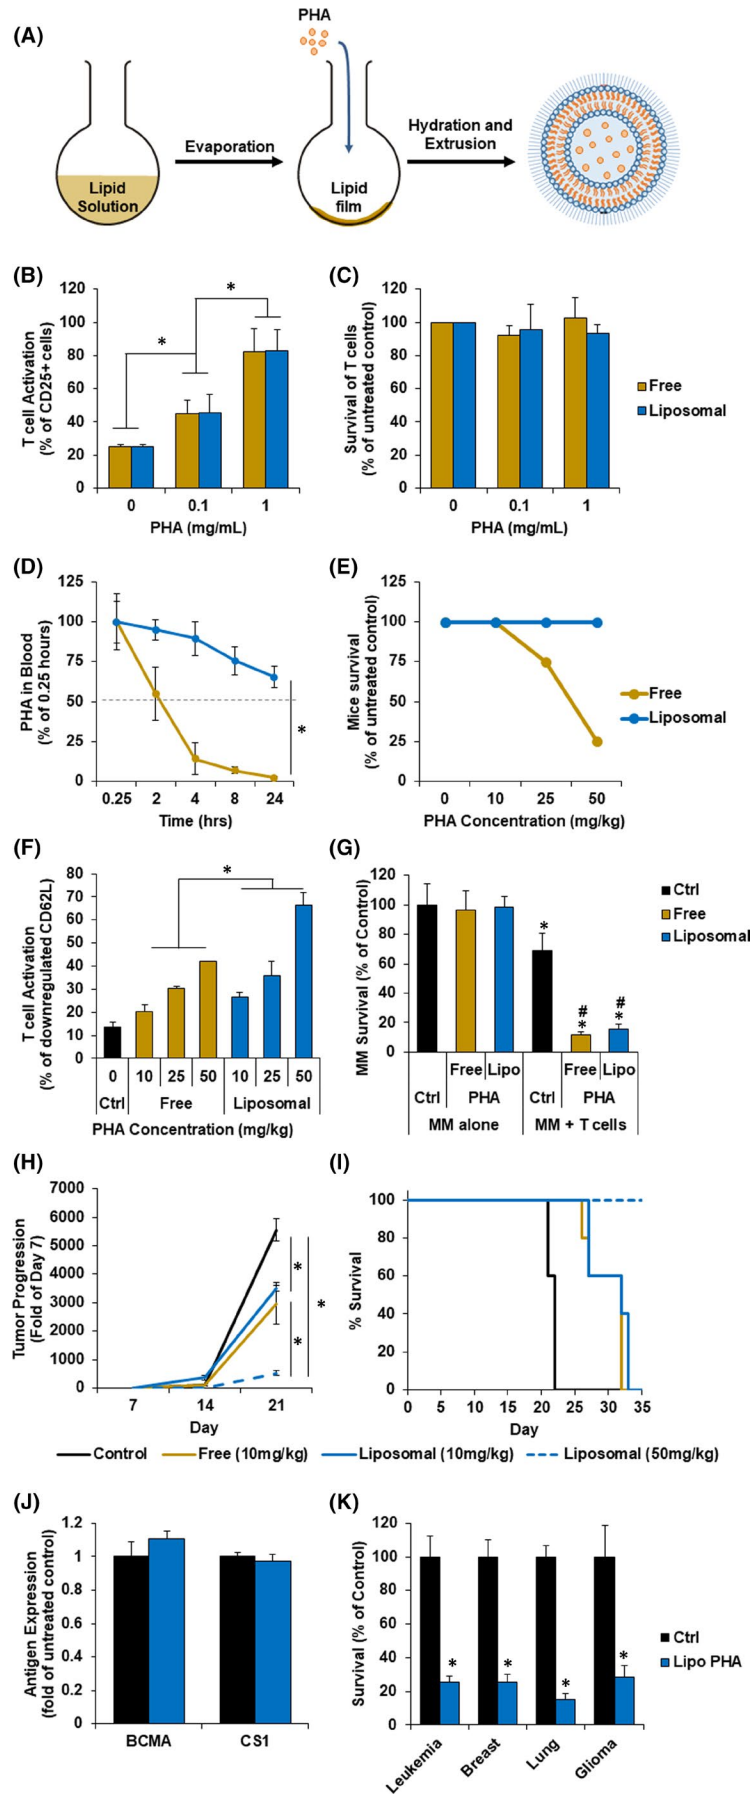 (A)
PHA
Lipid
Solution
Evaporation
Lipid
film
Hydration and
Extrusion
(B)
T cell Activation
(% of CD25+ cells)
120
100
80
60
40
20
0
*
*
0 0.1 1
PHA (mg/mL)
(C)
Survival of T cells
(% of untreated control)
120
100
80
60
40
20
0
0 0.1 1
PHA (mg/mL)
Free
Liposomal
(D)
PHA in Blood
(% of 0.25 hours)
125
100
75
50
25
0
*
0.25 2 4 8 24
Time (hrs)
(E)
Mice survival
(% of untreated control)
125
100
75
50
25
0
0 10 25 50
PHA Concentration (mg/kg)
Free
Liposomal
(F)
T cell Activation
(% of downregulated CD62L)
80
70
60
50
40
30
20
10
0
*
0 10 25 50 10 25 50
Ctrl Free Liposomal
PHA Concentration (mg/kg)
(G)
MM Survival (% of Control)
120
100
80
60
40
20
0
*
# #
* *
Free Lipo Free Lipo
Ctrl PHA Ctrl PHA
MM alone MM + T cells
Ctrl
Free
Liposomal
(H)
Tumor Progression
(Fold of Day 7)
7000
6000
5000
4000
3000
2000
1000
0
*
*
*
7 14 21
Day
(I)
% Survival
100
80
60
40
20
0
0 5 10 15 20 25 30 35
Day
Control Free (10mg/kg) Liposomal (10mg/kg) Liposomal (50mg/kg)
(J)
Antigen Expression
(fold of untreated control)
1.2
1
0.8
0.6
0.4
0.2
0
BCMA CS1
(K)
Survival (% of Control)
120
100
80
60
40
20
0
* * * *
Leukemia Breast Lung Glioma
Ctrl
Lipo PHA